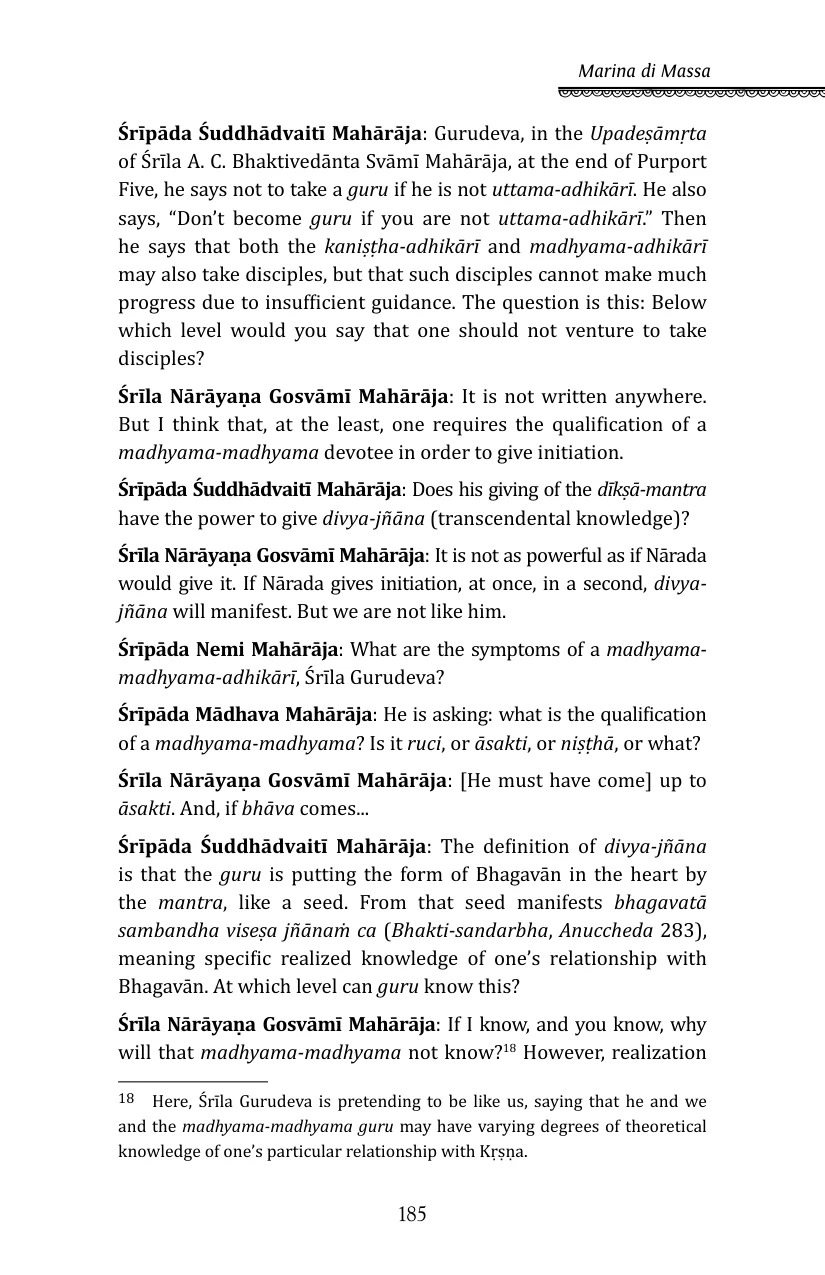 Marina di Massa
Śrīpāda Śuddhādvaitī Mahārāja: Gurudeva, in the Upadeṣāmṛta
of Śrīla A. C. Bhaktivedānta Svāmī Mahārāja, at the end of Purport
Five, he says not to take a guru if he is not uttama-adhikārī. He also
says, “Don’t become guru if you are not uttama-adhikārī.” Then
he says that both the kaniṣṭha-adhikārī and madhyama-adhikārī
may also take disciples, but that such disciples cannot make much
progress due to insufficient guidance. The question is this: Below
which level would you say that one should not venture to take
disciples?
Śrīla Nārāyaṇa Gosvāmī Mahārāja: It is not written anywhere.
But I think that, at the least, one requires the qualification of a
madhyama-madhyama devotee in order to give initiation.
Śrīpāda Śuddhādvaitī Mahārāja: Does his giving of the dīkṣā-mantra
have the power to give divya-jñāna (transcendental knowledge)?
Śrīla Nārāyaṇa Gosvāmī Mahārāja: It is not as powerful as if Nārada
would give it. If Nārada gives initiation, at once, in a second, divya-
jñāna will manifest. But we are not like him.
Śrīpāda Nemi Mahārāja: What are the symptoms of a madhyama-
madhyama-adhikārī, Śrīla Gurudeva?
Śrīpāda Mādhava Mahārāja: He is asking: what is the qualification
of a madhyama-madhyama? Is it ruci, or āsakti, or niṣṭhā, or what?
Śrīla Nārāyaṇa Gosvāmī Mahārāja: [He must have come] up to
āsakti. And, if bhāva comes...
Śrīpāda Śuddhādvaitī Mahārāja: The definition of divya-jñāna
is that the guru is putting the form of Bhagavān in the heart by
the mantra, like a seed. From that seed manifests bhagavatā
sambandha viseṣa jñānaṁ ca (Bhakti-sandarbha, Anuccheda 283),
meaning specific realized knowledge of one’s relationship with
Bhagavān. At which level can guru know this?
Śrīla Nārāyaṇa Gosvāmī Mahārāja: If I know, and you know, why
will that madhyama-madhyama not know?18 However, realization
18 Here, Śrīla Gurudeva is pretending to be like us, saying that he and we
and the madhyama-madhyama guru may have varying degrees of theoretical
knowledge of one’s particular relationship with Kṛṣṇa.
185